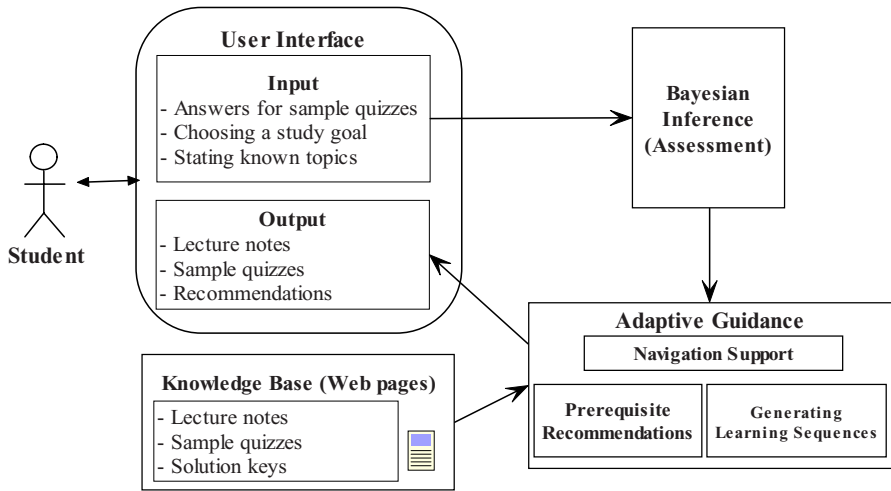 User Interface
Input
- Answers for sample quizzes
- Choosing a study goal
- Stating known topics
Output
- Lecture notes
- Sample quizzes
- Recommendations
Student
Bayesian
Inference
(Assessment)
Adaptive Guidance
Navigation Support
Prerequisite
Recommendations
Generating
Learning Sequences
Knowledge Base (Web pages)
- Lecture notes
- Sample quizzes
- Solution keys